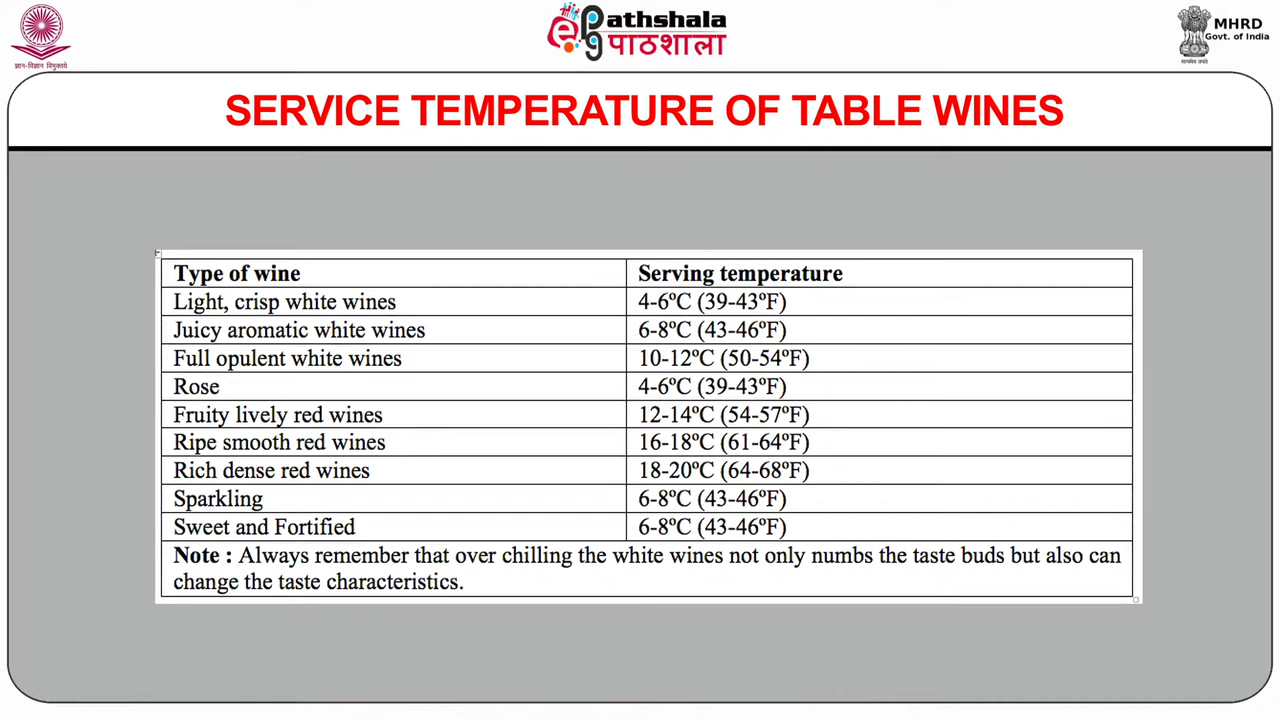 ज्ञान-विज्ञान विमुक्तये
ePathshala
पाठशाला
MHRD
Govt. of India
सत्यमेव जयते
SERVICE TEMPERATURE OF TABLE WINES
Type of wine Serving temperature
Light, crisp white wines 4-6ºC (39-43ºF)
Juicy aromatic white wines 6-8ºC (43-46ºF)
Full opulent white wines 10-12ºC (50-54ºF)
Rose 4-6ºC (39-43ºF)
Fruity lively red wines 12-14ºC (54-57ºF)
Ripe smooth red wines 16-18ºC (61-64ºF)
Rich dense red wines 18-20ºC (64-68ºF)
Sparkling 6-8ºC (43-46ºF)
Sweet and Fortified 6-8ºC (43-46ºF)
Note : Always remember that over chilling the white wines not only numbs the taste buds but also can
change the taste characteristics.